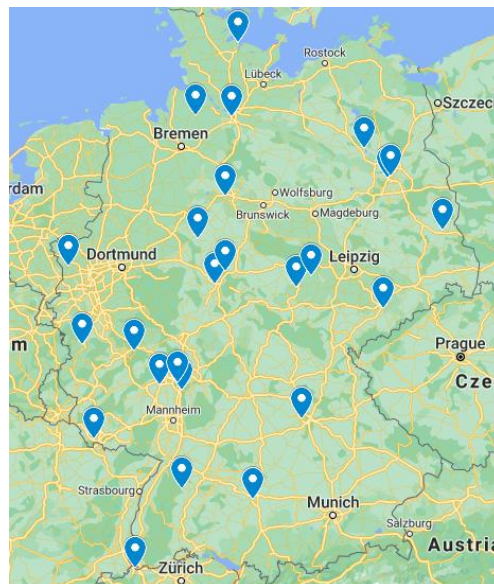 Rostock
Lübeck
Szczec
Bremen
rdam
Wolfsburg
Brunswick
Magdeburg
Dortmund
Leipzig
m
Prague
Cze
Mannheim
Strasbourg
Munich
Salzburg
Austria
Zürich